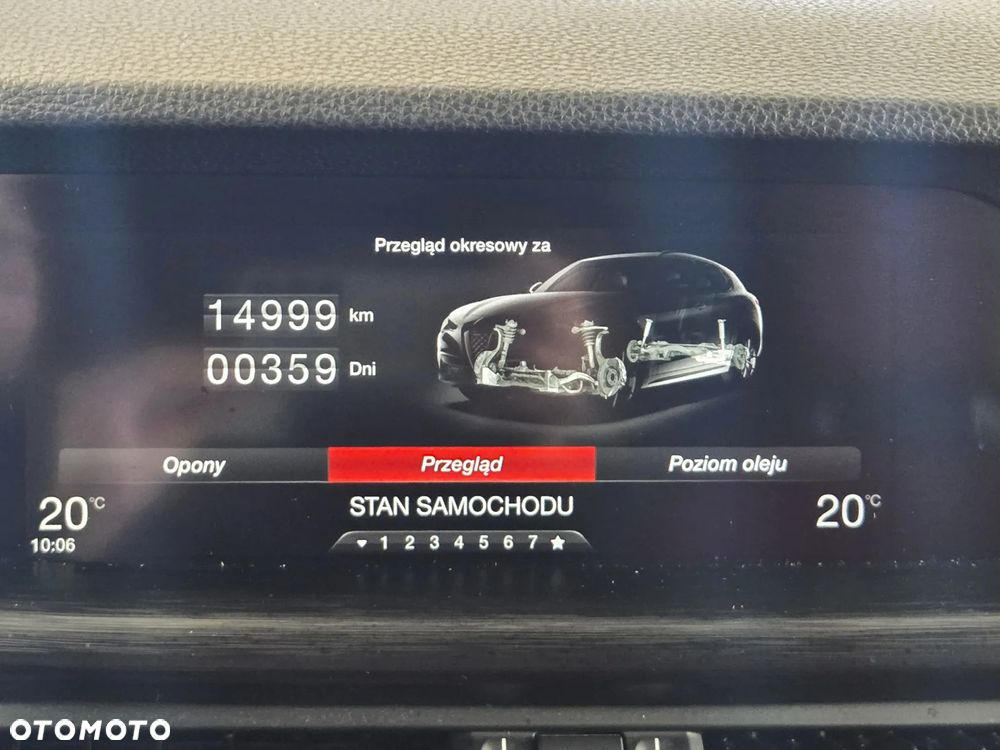 Przegląd okresowy za
14999 km
00359 Dni
Opony Przegląd Poziom oleju
20°C STAN SAMOCHODU 20°C
10:06 1 2 3 4 5 6 7
OTOMOTO